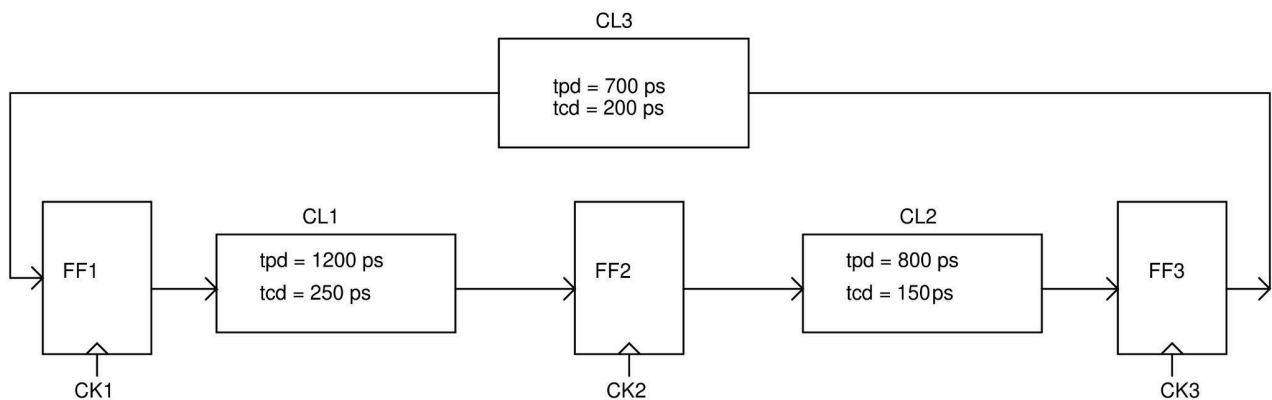 CL3
tpd = 700 ps
tcd = 200 ps
CL1
CL2
FF1
tpd = 1200 ps
tcd = 250 ps
FF2
tpd = 800 ps
tcd = 150ps
FF3
CK1
CK2
CK3